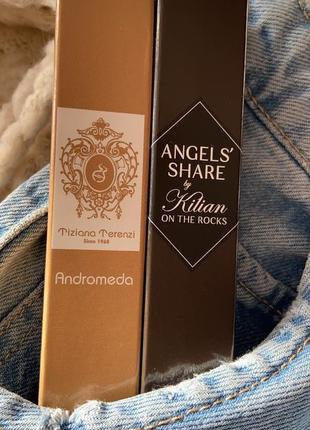 Tiziana Terenzi
Since 1968
Andromeda
ANGELS'
SHARE
by
Kilian
ON THE ROCKS